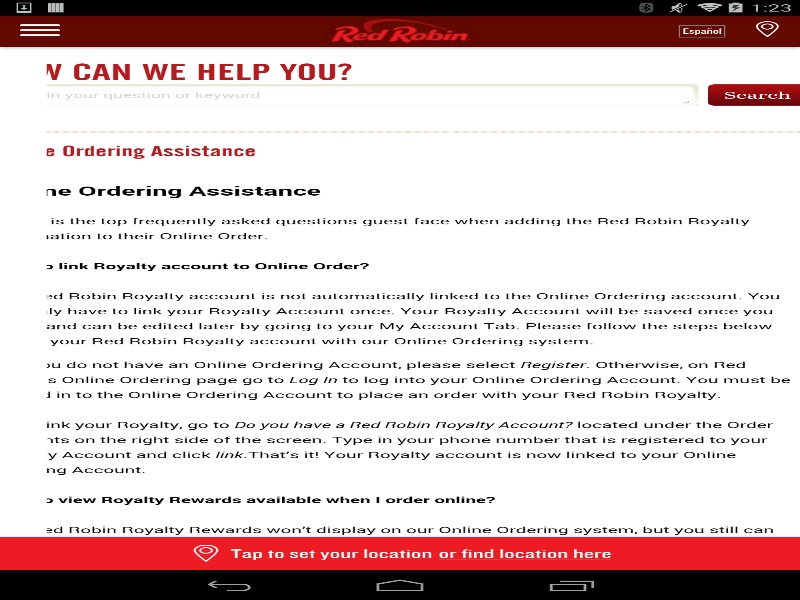 1:23
Red Robin
Español
W CAN WE HELP YOU?
in your question or keyword
Search
e Ordering Assistance
ne Ordering Assistance
is the top frequently asked questions guest face when adding the Red Robin Royalty
ation to their Online Order.
o link Royalty account to Online Order?
ed Robin Royalty account is not automatically linked to the Online Ordering account. You
ly have to link your Royalty Account once. Your Royalty Account will be saved once you
and can be edited later by going to your My Account Tab. Please follow the steps below
your Red Robin Royalty account with our Online Ordering system.
ou do not have an Online Ordering Account, please select Register. Otherwise, on Red
s Online Ordering page go to Log In to log into your Online Ordering Account. You must be
d in to the Online Ordering Account to place an order with your Red Robin Royalty.
ink your Royalty, go to Do you have a Red Robin Royalty Account? located under the Order
nts on the right side of the screen. Type in your phone number that is registered to your
y Account and click link.That's it! Your Royalty account is now linked to your Online
ng Account.
o view Royalty Rewards available when I order online?
ed Robin Royalty Rewards won't display on our Online Ordering system, but you still can
Tap to set your location or find location here